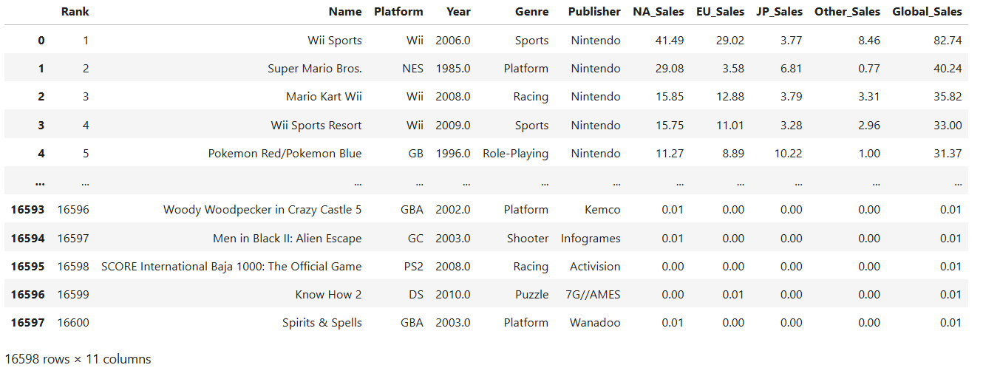 Rank Name Platform Year Genre Publisher NA_Sales EU_Sales JP_Sales Other_Sales Global_Sales
0 1 Wii Sports Wii 2006.0 Sports Nintendo 41.49 29.02 3.77 8.46 82.74
1 2 Super Mario Bros. NES 1985.0 Platform Nintendo 29.08 3.58 6.81 0.77 40.24
2 3 Mario Kart Wii Wii 2008.0 Racing Nintendo 15.85 12.88 3.79 3.31 35.82
3 4 Wii Sports Resort Wii 2009.0 Sports Nintendo 15.75 11.01 3.28 2.96 33.00
4 5 Pokemon Red/Pokemon Blue GB 1996.0 Role-Playing Nintendo 11.27 8.89 10.22 1.00 31.37
... ... ... ... ... ... ... ... ... ... ... ...
16593 16596 Woody Woodpecker in Crazy Castle 5 GBA 2002.0 Platform Kemco 0.01 0.00 0.00 0.00 0.01
16594 16597 Men in Black II: Alien Escape GC 2003.0 Shooter Infogrames 0.01 0.00 0.00 0.00 0.01
16595 16598 SCORE International Baja 1000: The Official Game PS2 2008.0 Racing Activision 0.00 0.00 0.00 0.00 0.01
16596 16599 Know How 2 DS 2010.0 Puzzle 7G//AMES 0.00 0.01 0.00 0.00 0.01
16597 16600 Spirits & Spells GBA 2003.0 Platform Wanadoo 0.01 0.00 0.00 0.00 0.01
16598 rows × 11 columns